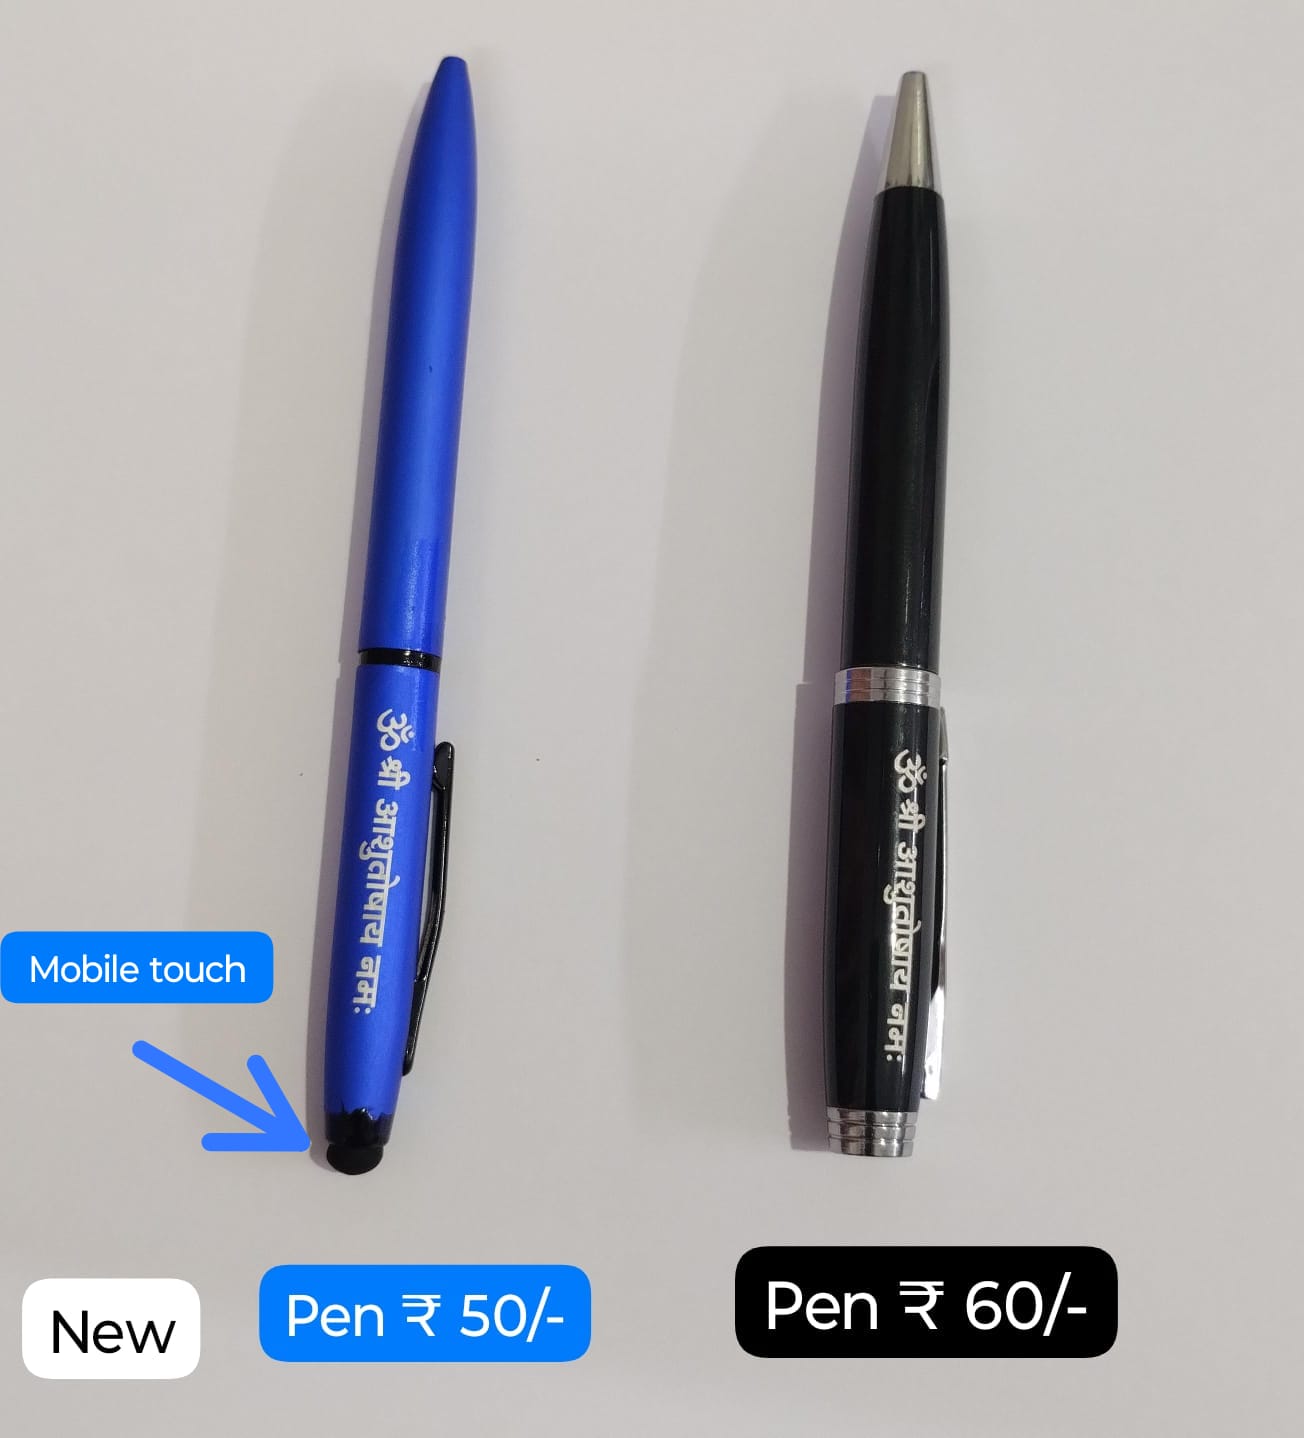 ॐ श्री आशुतोषाय नमः
ॐ श्री आशुतोषाय नमः
Mobile touch
New
Pen ₹ 50/-
Pen ₹ 60/-